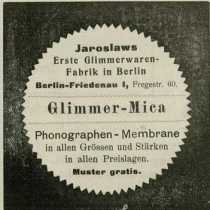 Jaroslaws
Erste Glimmerwaren-
Fabrik in Berlin
Berlin-Friedenau I, Fregestr. 60.
Glimmer-Mica
Phonographen-Membrane
in allen Grössen und Stärken
in allen Preislagen.
Muster gratis.